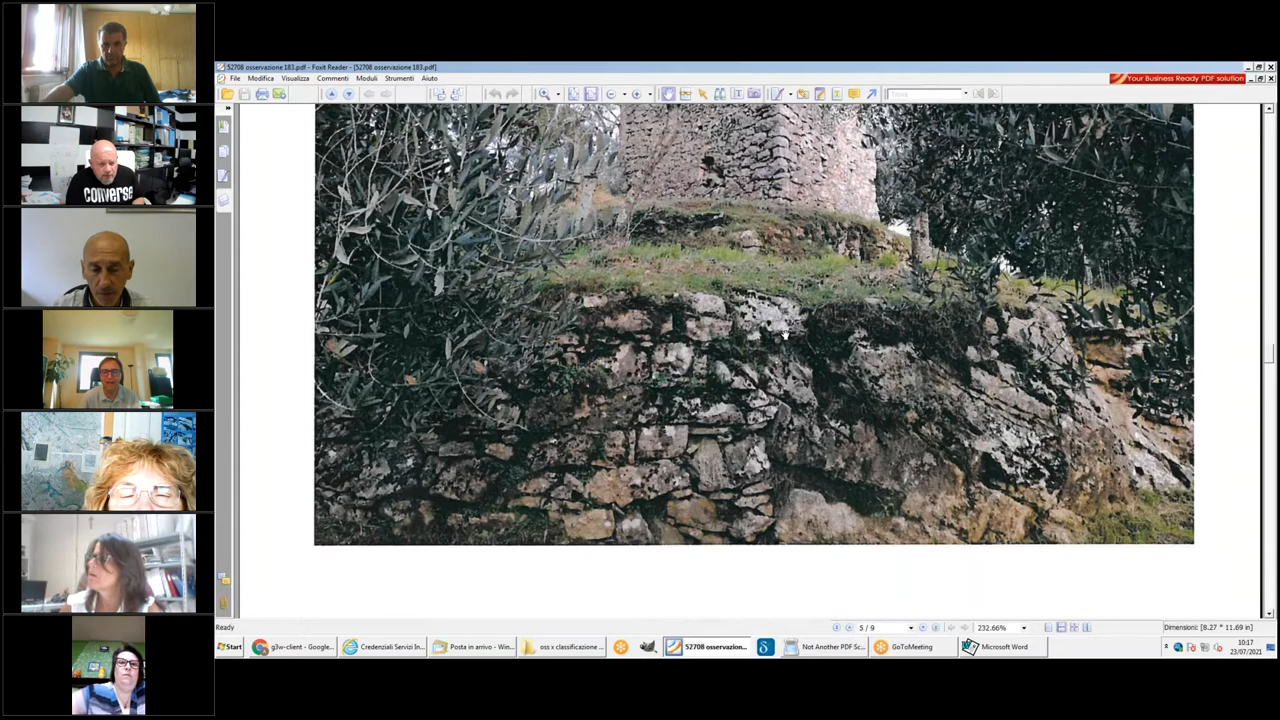 52708 osservazione 183.pdf - Foxit Reader - [52708 osservazione 183.pdf]
File Modifica Visualizza Commenti Moduli Strumenti Aiuto
Your Business Ready PDF solution
Trova
CONVERSE
Ready
5 / 9
232.66%
Dimensioni: [8.27 * 11.69 In]
Start
g3w-client - Google...
Credenziali Servizi In...
Posta in arrivo - Win...
oss x classificazione ...
52708 osservazion...
Not Another PDF Sc...
GoToMeeting
Microsoft Word
10:17
23/07/2021